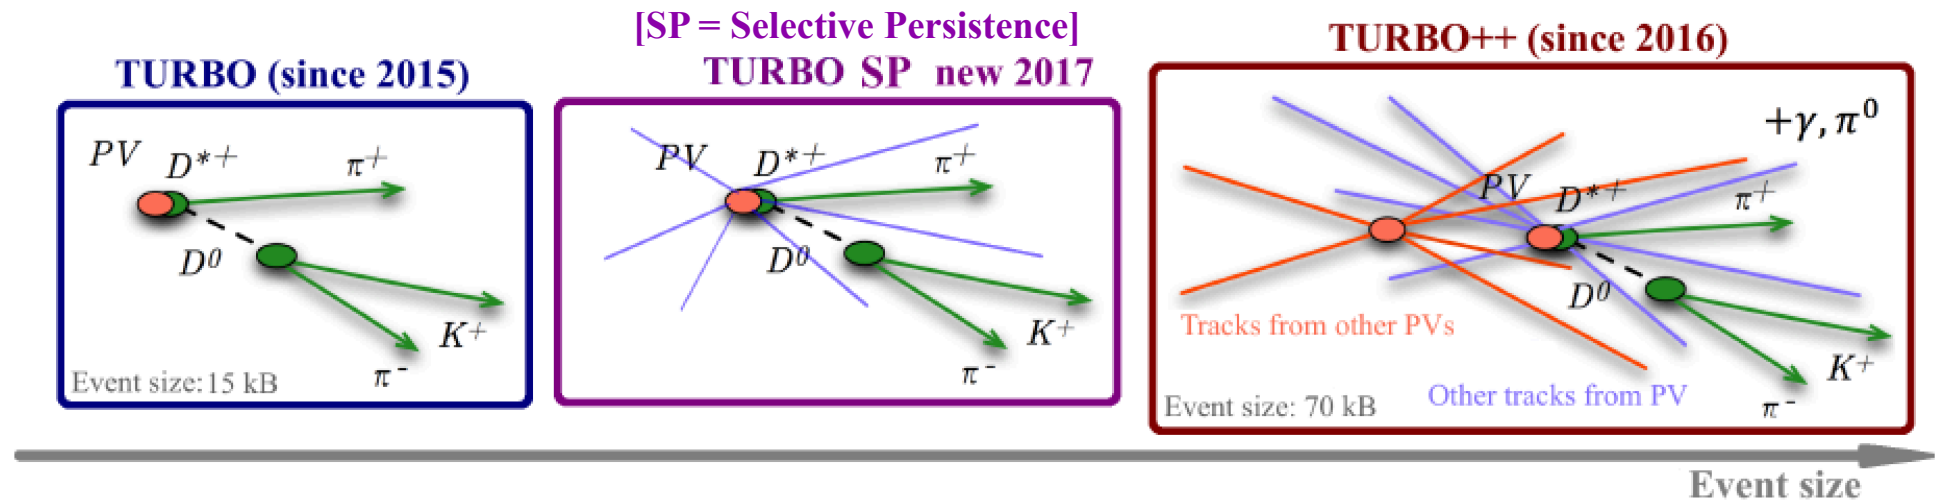 [SP = Selective Persistence]
TURBO (since 2015)
TURBO SP new 2017
TURBO++ (since 2016)
PV D*+ π+
D0
K+
π-
Event size:15 kB
PV D*+ π+
D0
K+
π-
+γ, π0
PV D*+ π+
D0
Tracks from other PVs
K+
Other tracks from PV
π-
Event size: 70 kB
Event size